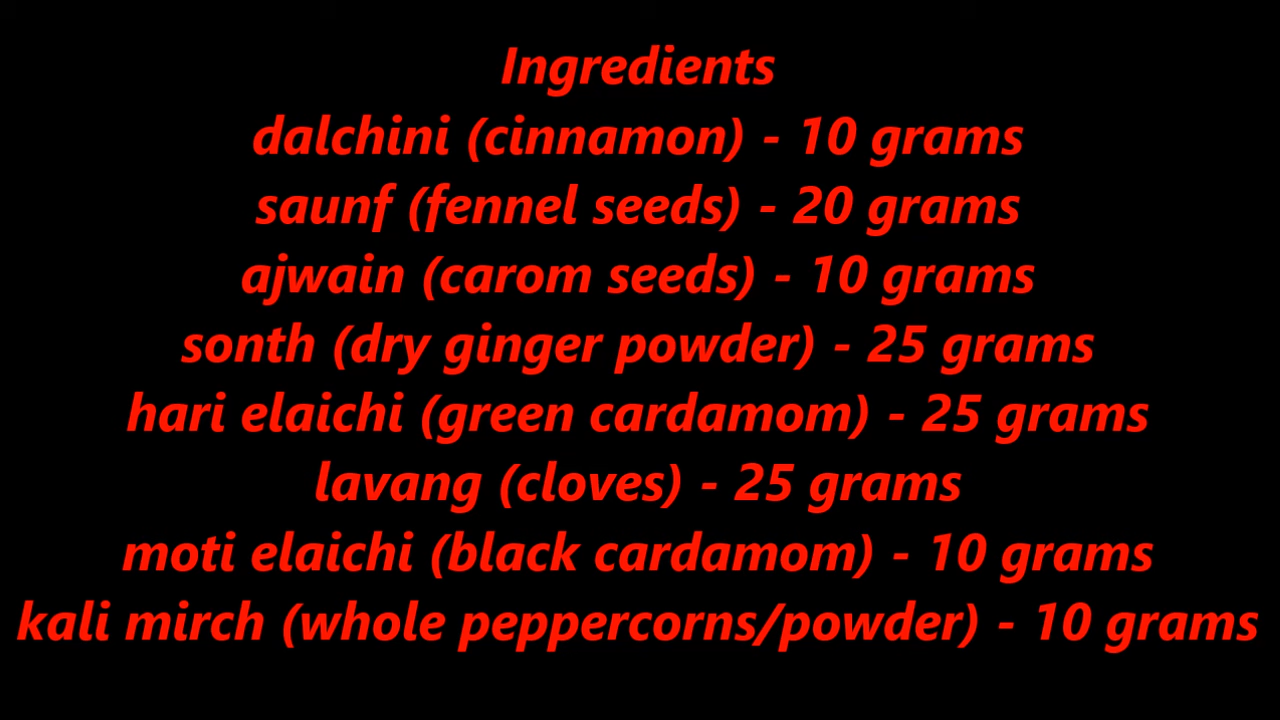 Ingredients
dalchini (cinnamon) - 10 grams
saunf (fennel seeds) - 20 grams
ajwain (carom seeds) - 10 grams
sonth (dry ginger powder) - 25 grams
hari elaichi (green cardamom) - 25 grams
lavang (cloves) - 25 grams
moti elaichi (black cardamom) - 10 grams
kali mirch (whole peppercorns/powder) - 10 grams